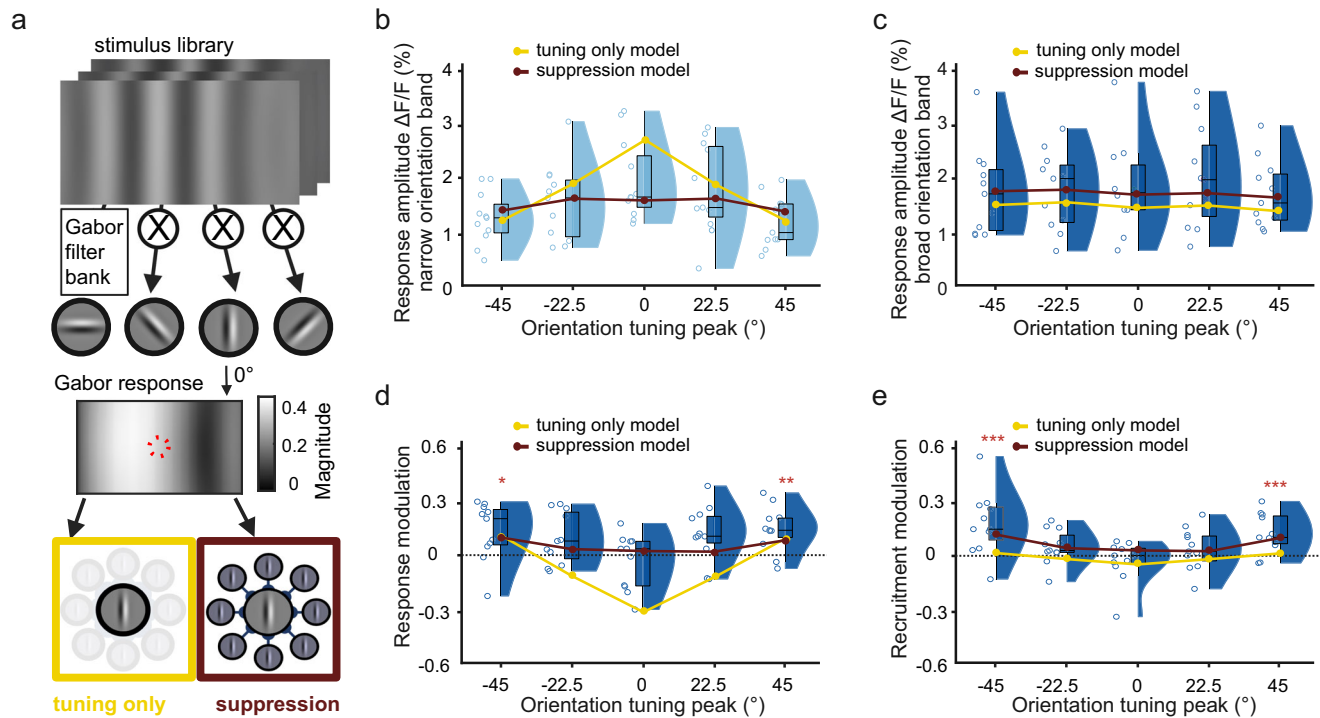 a
stimulus library
Gabor
filter
bank
X
X
X
0°
Gabor response
0.4
0.2
0
Magnitude
tuning only
suppression
b
tuning only model
suppression model
Response amplitude ΔF/F (%)
narrow orientation band
4
3
2
1
0
-45
-22.5
0
22.5
45
Orientation tuning peak (°)
c
tuning only model
suppression model
Response amplitude ΔF/F (%)
broad orientation band
4
3
2
1
0
-45
-22.5
0
22.5
45
Orientation tuning peak (°)
d
tuning only model
suppression model
Response modulation
0.6
0.3
0
-0.3
-0.6
*
**
-45
-22.5
0
22.5
45
Orientation tuning peak (°)
e
tuning only model
suppression model
Recruitment modulation
0.6
0.3
0
-0.3
-0.6
***
***
-45
-22.5
0
22.5
45
Orientation tuning peak (°)